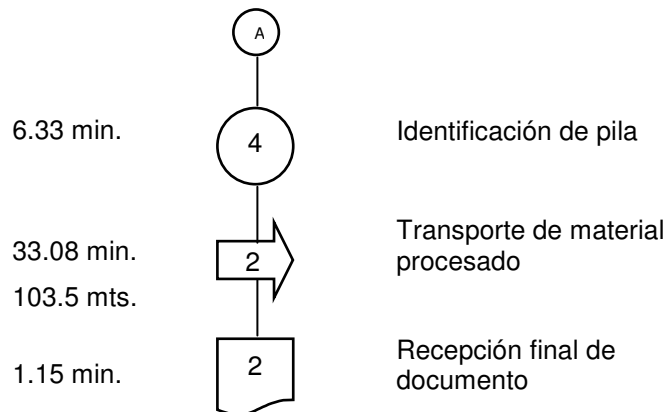 A
6.33 min.
4
Identificación de pila
33.08 min.
103.5 mts.
2
Transporte de material
procesado
1.15 min.
2
Recepción final de
documento